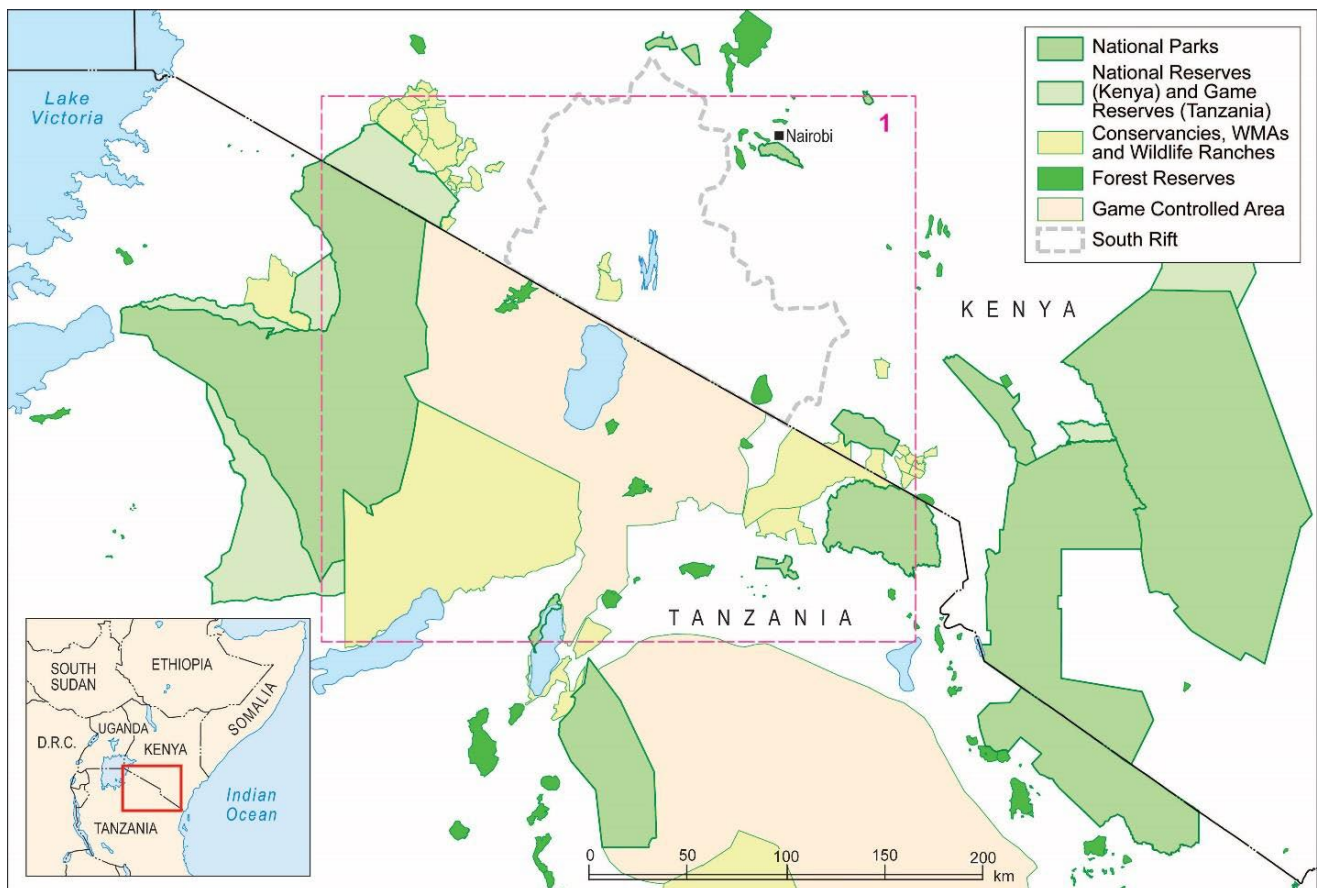 Lake
Victoria
1
Nairobi
National Parks
National Reserves
(Kenya) and Game
Reserves (Tanzania)
Conservancies, WMAs
and Wildlife Ranches
Forest Reserves
Game Controlled Area
South Rift
KENYA
TANZANIA
SOUTH
SUDAN
ETHIOPIA
SOMALIA
UGANDA
D.R.C.
KENYA
Indian
Ocean
TANZANIA
0 50 100 150 200
km